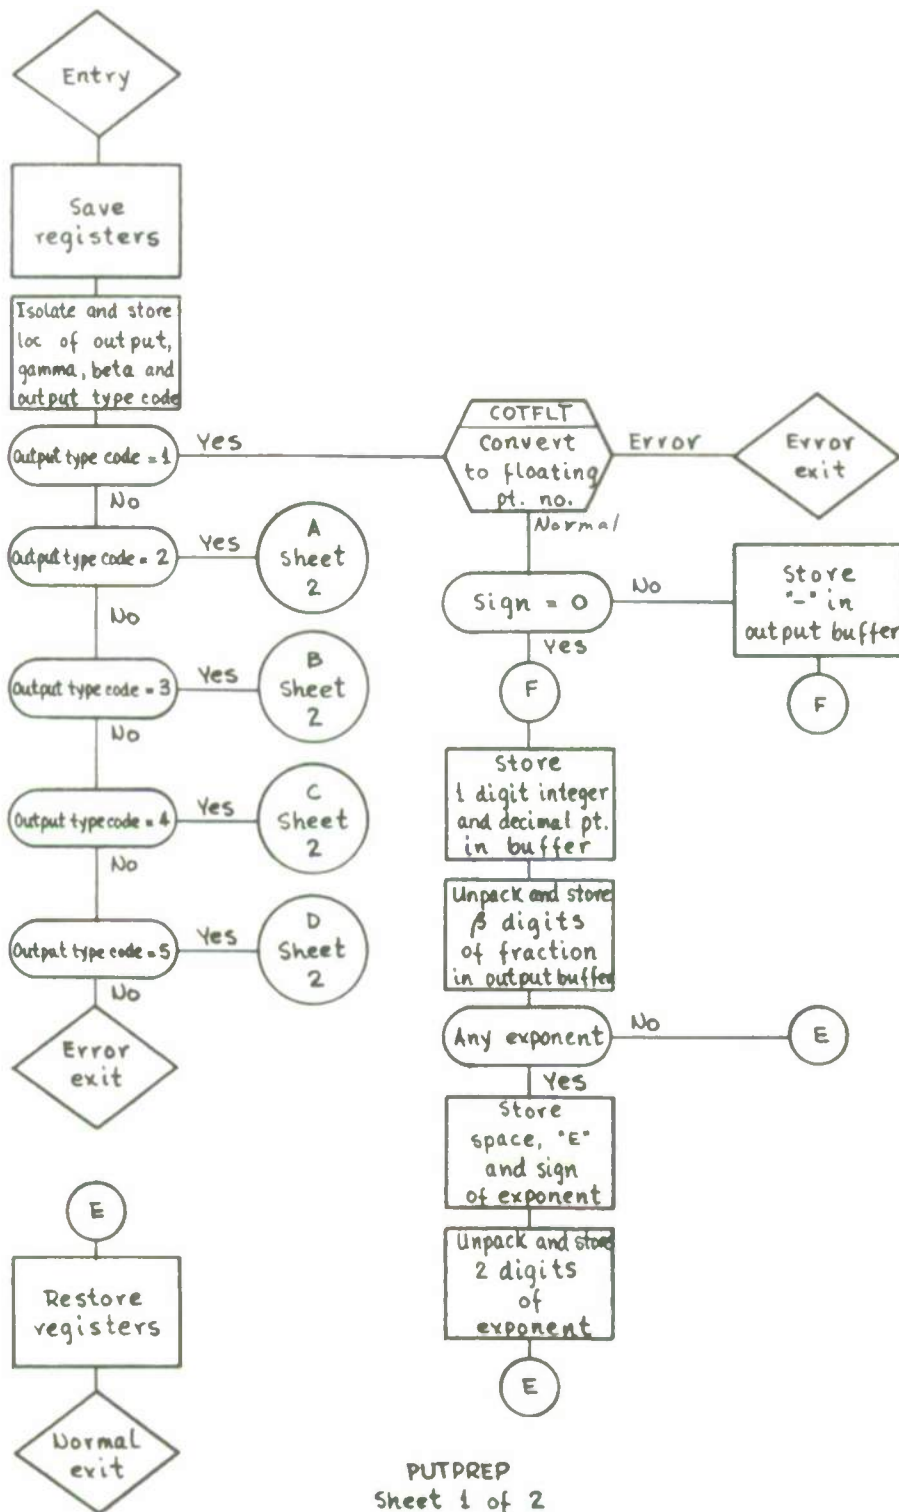 Entry
Save
registers
Isolate and store
loc of output,
gamma, beta and
output type code
Output type code = 1
Yes
No
COTFLT
Convert
to floating
pt. no.
Error
Error
exit
Normal
Output type code = 2
Yes
No
A
Sheet
2
Sign = 0
No
Yes
Store
"-" in
output buffer
F
F
Output type code = 3
Yes
No
B
Sheet
2
Store
1 digit integer
and decimal pt.
in buffer
Output type code = 4
Yes
No
C
Sheet
2
Unpack and store
β digits
of fraction
in output buffer
Output type code = 5
Yes
No
D
Sheet
2
Error
exit
Any exponent
No
E
Yes
Store
space, "E"
and sign
of exponent
Unpack and store
2 digits
of
exponent
E
E
Restore
registers
Normal
exit
PUTPREP
Sheet 1 of 2